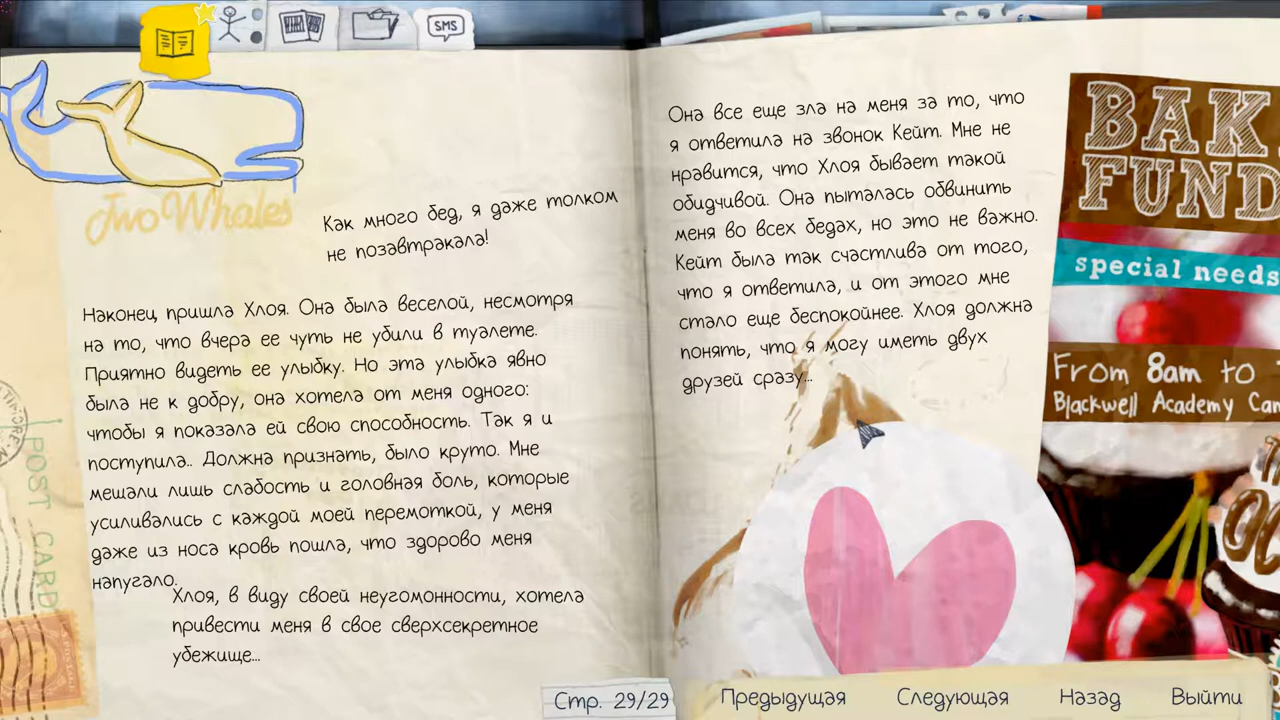 SMS
Two Whales
Как много бед, я даже толком
не позавтракала!
Наконец пришла Хлоя. Она была веселой, несмотря
на то, что вчера ее чуть не убили в туалете.
Приятно видеть ее улыбку. Но эта улыбка явно
была не к добру, она хотела от меня одного:
чтобы я показала ей свою способность. Так я и
поступила.. Должна признать, было круто. Мне
мешали лишь слабость и головная боль, которые
усиливались с каждой моей перемоткой, у меня
даже из носа кровь пошла, что здорово меня
напугало.
Хлоя, в виду своей неугомонности, хотела
привести меня в свое сверхсекретное
убежище...
POST CARD
Она все еще зла на меня за то, что
я ответила на звонок Кейт. Мне не
нравится, что Хлоя бывает такой
обидчивой. Она пыталась обвинить
меня во всех бедах, но это не важно.
Кейт была так счастлива от того,
что я ответила, и от этого мне
стало еще беспокойнее. Хлоя должна
понять, что я могу иметь двух
друзей сразу...
BAK
FUND
special needs
From 8am to
Blackwell Academy Cam
Стр. 29/29
Предыдущая
Следующая
Назад
Выйти